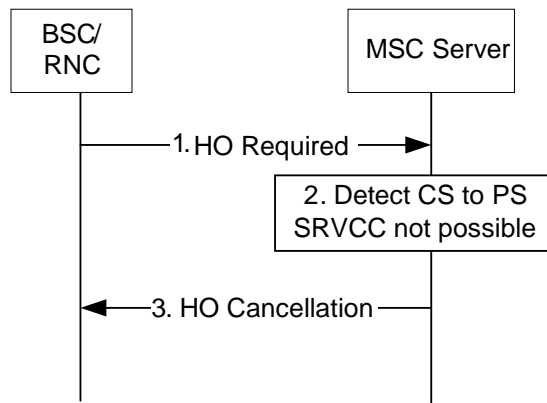 BSC/
RNC
MSC Server
1. HO Required
2. Detect CS to PS
SRVCC not possible
3. HO Cancellation